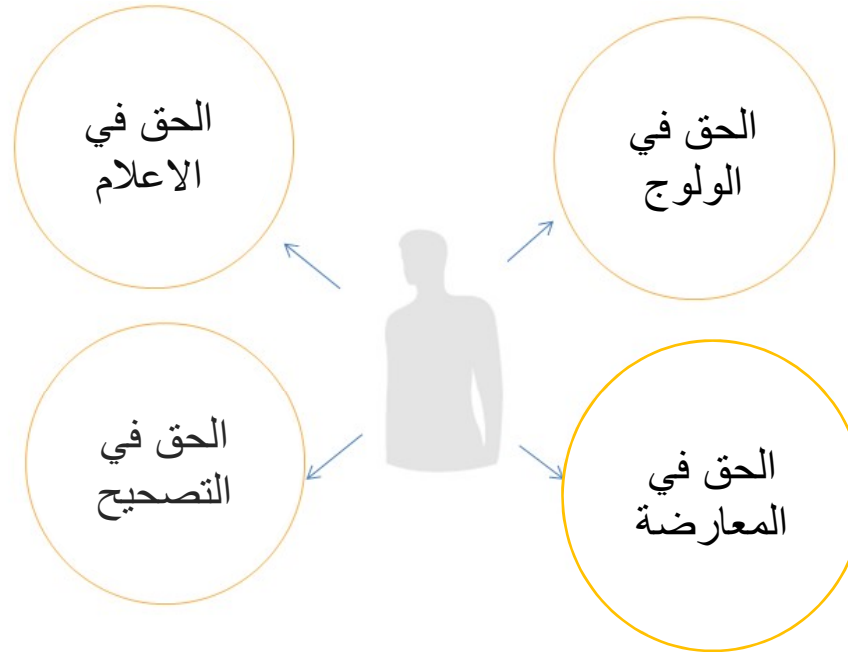 الحق في
الولوج
الحق في
الاعلام
الحق في
المعارضة
الحق في
التصحيح